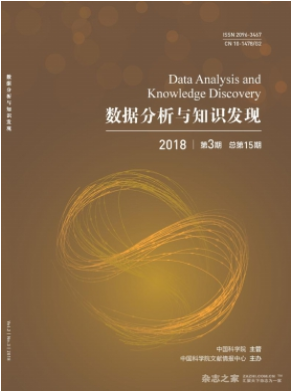 ISSN 2096-3467
CN 10-1478/G2
Data Analysis and
Knowledge Discovery
数据分析与知识发现
2018 第3期 总第15期
数据分析与知识发现
中国科学院 主管
中国科学院文献情报中心 主办
杂志之家